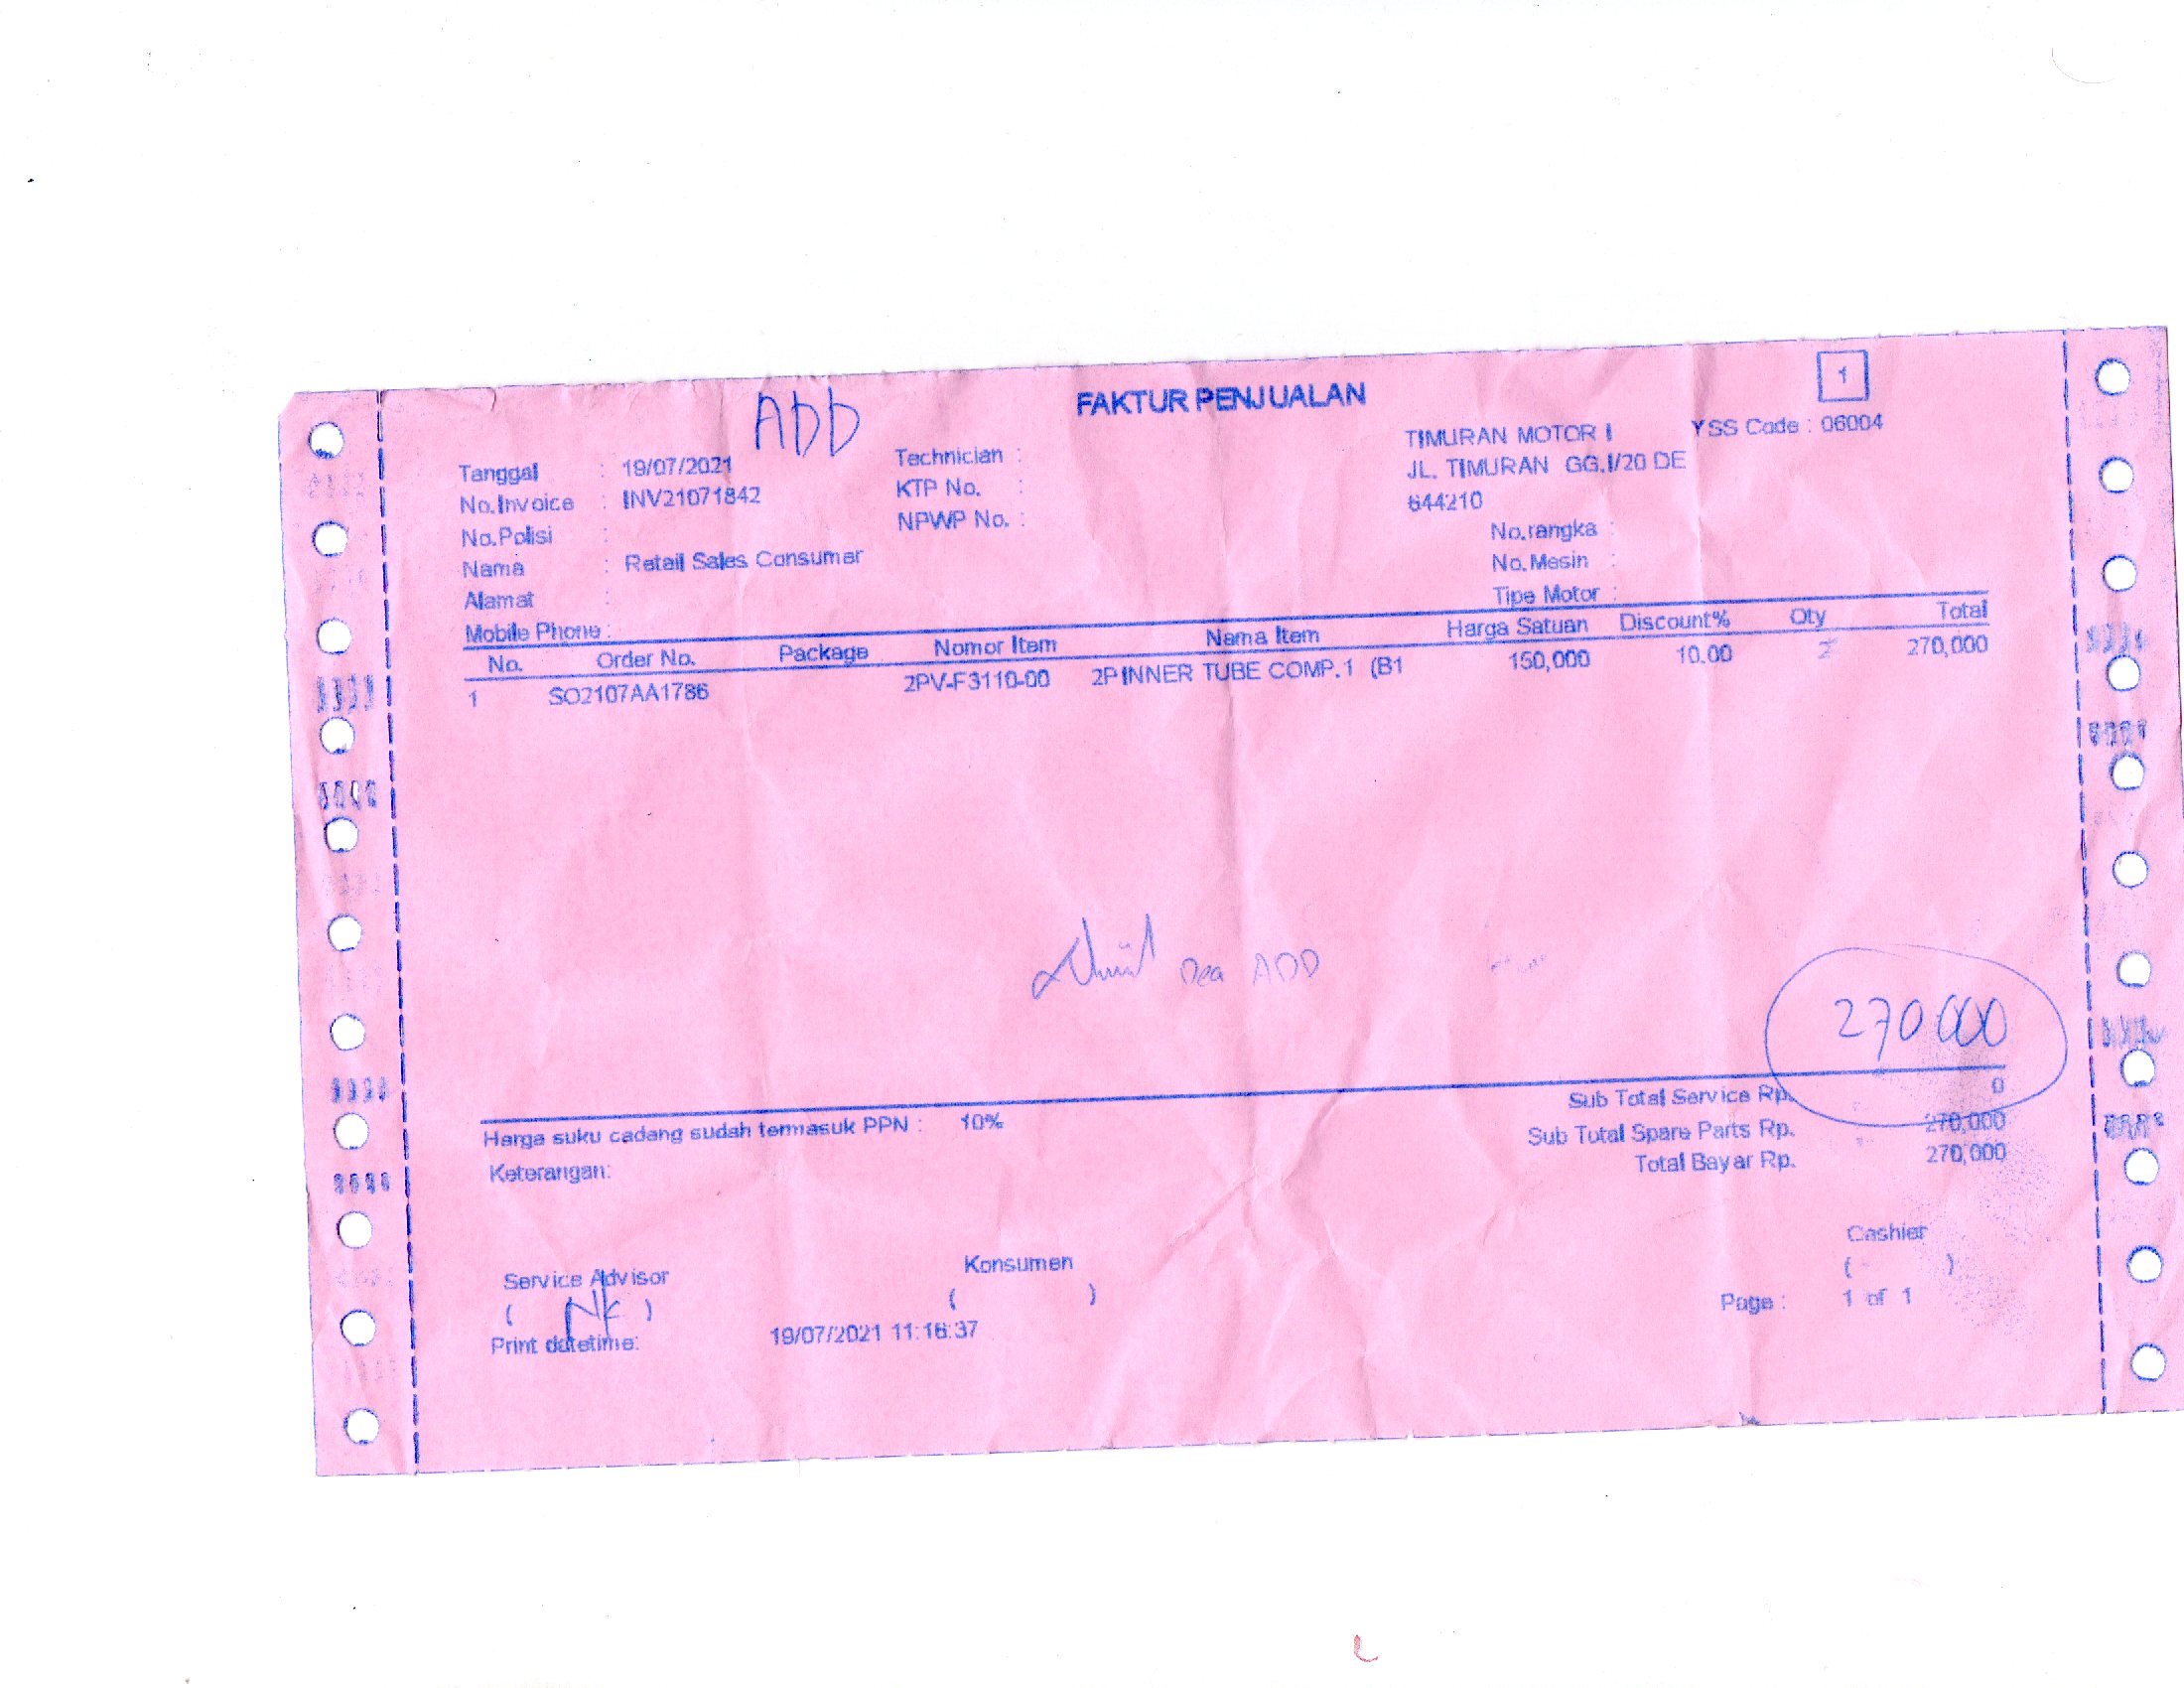 ADD
FAKTUR PENJUALAN
1
TIMURAN MOTOR I YSS Code : 06004
JL. TIMURAN GG.I/20 DE
644210
Tanggal : 19/07/2021
No.Invoice : INV21071842
No.Polisi :
Nama : Retail Sales Consumer
Alamat :
Mobile Phone :
Technician :
KTP No. :
NPWP No. :
No.rangka :
No.Mesin :
Tipe Motor :
No. Order No. Package Nomor Item Nama Item Harga Satuan Discount% Qty Total
1 SO2107AA1786 2PV-F3110-00 2P INNER TUBE COMP.1 (B1 150,000 10.00 2 270,000
Dea ADD
270000
Harga suku cadang sudah termasuk PPN : 10%
Keterangan:
Sub Total Service Rp. 0
Sub Total Spare Parts Rp. 270,000
Total Bayar Rp. 270,000
Service Advisor Konsumen Cashier
( ) ( ) ( )
Print datetime: 19/07/2021 11:16:37 Page : 1 of 1